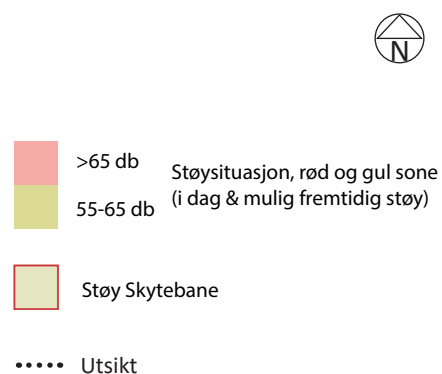 N
>65 db
Støysituasjon, rød og gul sone
(i dag & mulig fremtidig støy)
55-65 db
Støy Skytebane
Utsikt